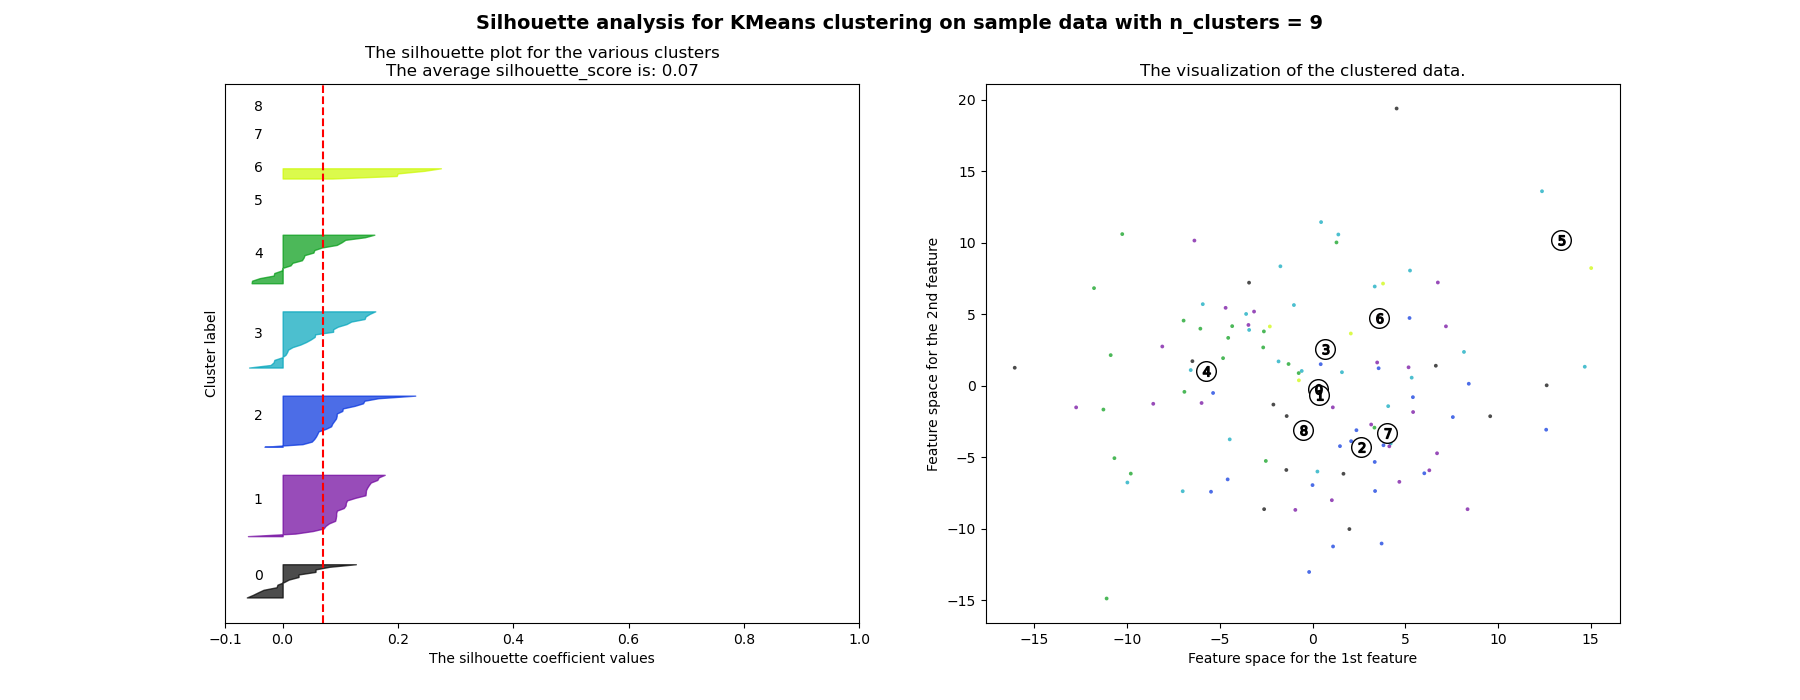 Silhouette analysis for KMeans clustering on sample data with n_clusters = 9
The silhouette plot for the various clusters
The average silhouette_score is: 0.07
Cluster label
8
7
6
5
4
3
2
1
0
−0.1 0.0 0.2 0.4 0.6 0.8 1.0
The silhouette coefficient values
The visualization of the clustered data.
Feature space for the 2nd feature
20
15
10
5
0
−5
−10
−15
5
6
3
4
0
1
8
7
2
−15 −10 −5 0 5 10 15
Feature space for the 1st feature